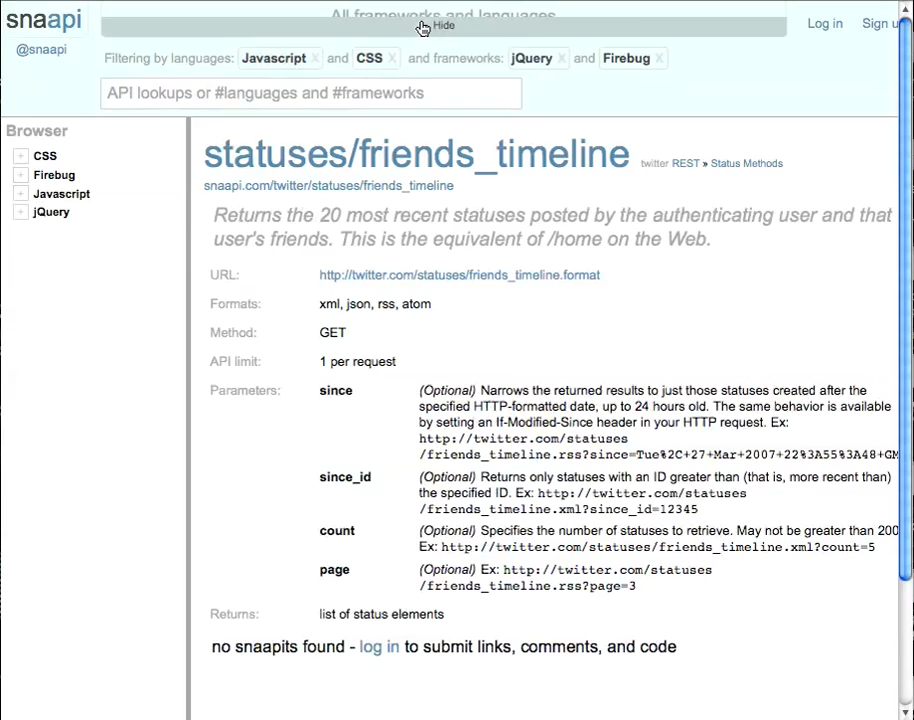 snaapi
@snaapi
All frameworks and languages
Hide
Log in Sign u
Filtering by languages: Javascript x and CSS x and frameworks: jQuery x and Firebug x
API lookups or #languages and #frameworks
Browser
+ CSS
+ Firebug
+ Javascript
+ jQuery
statuses/friends_timeline twitter REST » Status Methods
snaapi.com/twitter/statuses/friends_timeline
Returns the 20 most recent statuses posted by the authenticating user and that
user's friends. This is the equivalent of /home on the Web.
URL: http://twitter.com/statuses/friends_timeline.format
Formats: xml, json, rss, atom
Method: GET
API limit: 1 per request
Parameters: since (Optional) Narrows the returned results to just those statuses created after the
specified HTTP-formatted date, up to 24 hours old. The same behavior is available
by setting an If-Modified-Since header in your HTTP request. Ex:
http://twitter.com/statuses
/friends_timeline.rss?since=Tue%2C+27+Mar+2007+22%3A55%3A48+GM
since_id (Optional) Returns only statuses with an ID greater than (that is, more recent than)
the specified ID. Ex: http://twitter.com/statuses
/friends_timeline.xml?since_id=12345
count (Optional) Specifies the number of statuses to retrieve. May not be greater than 200
Ex: http://twitter.com/statuses/friends_timeline.xml?count=5
page (Optional) Ex: http://twitter.com/statuses
/friends_timeline.rss?page=3
Returns: list of status elements
no snaapits found - log in to submit links, comments, and code